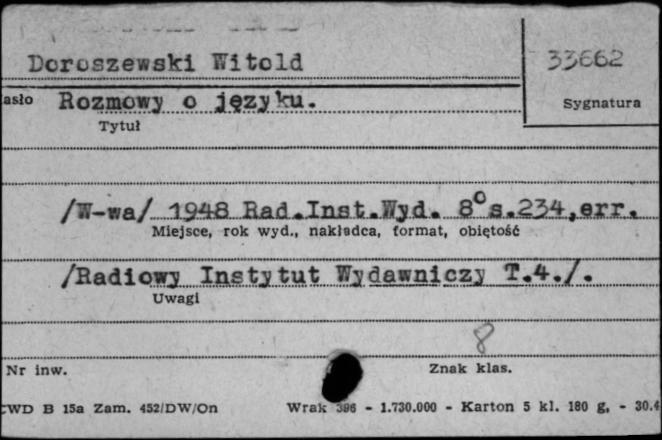 Doroszewski Witold
33662
asło Rozmowy o języku.
Sygnatura
Tytuł
/W-wa/ 1948 Rad.Inst.Wyd. 8° s.234,err.
Miejsce, rok wyd., nakładca, format, obiętość
/Radiowy Instytut Wydawniczy T.4./.
Uwagi
8
Nr inw.
Znak klas.
CWD B 15a Zam. 452/DW/On Wrak 396 - 1.730.000 - Karton 5 kl. 180 g, - 30.4